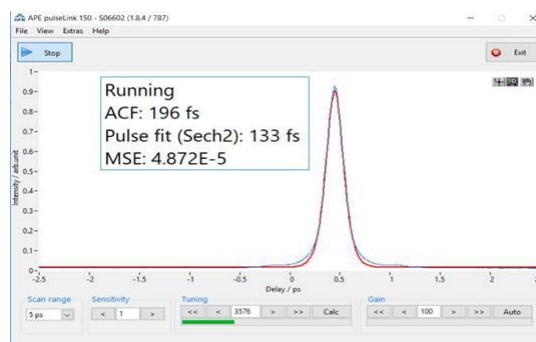 APE pulseLink 150 - S06602 (1.8.4 / 787)
File View Extras Help
Stop
Exit
Running
ACF: 196 fs
Pulse fit (Sech2): 133 fs
MSE: 4.872E-5
Intensity / arb.unit
1-
0.9-
0.8-
0.7-
0.6-
0.5-
0.4-
0.3-
0.2-
0.1-
0-
-2.5 -2 -1.5 -1 -0.5 0 0.5 1 1.5 2 2.5
Delay / ps
Scan range
5 ps
Sensitivity
< 1 >
Tuning
<< < 3576 > >> Calc
Gain
<< < 100 > >> Auto